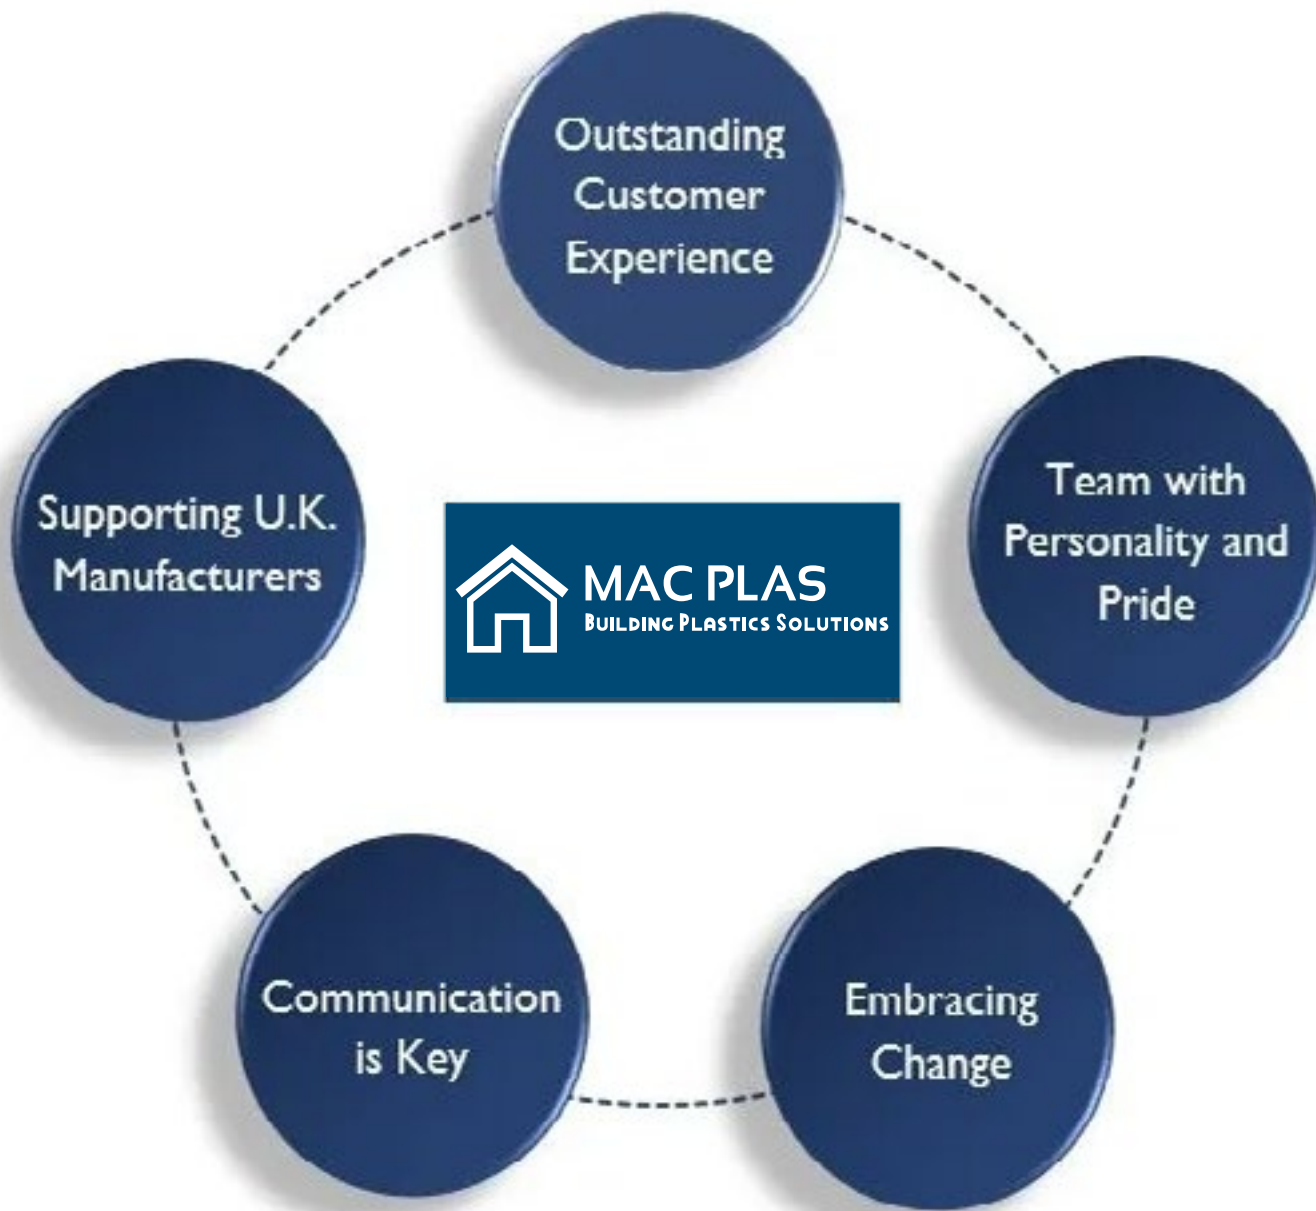 Outstanding
Customer
Experience
Team with
Personality and
Pride
Embracing
Change
Communication
is Key
Supporting U.K.
Manufacturers
MAC PLAS
BUILDING PLASTICS SOLUTIONS